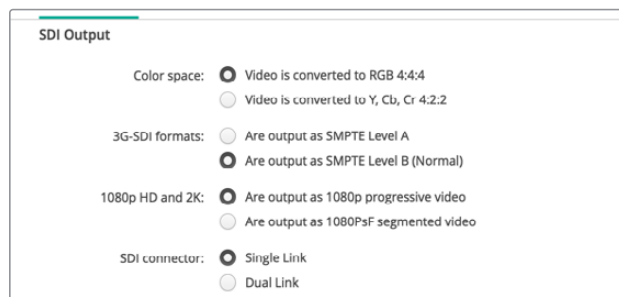 SDI Output
Color space: Video is converted to RGB 4:4:4
Video is converted to Y, Cb, Cr 4:2:2
3G-SDI formats: Are output as SMPTE Level A
Are output as SMPTE Level B (Normal)
1080p HD and 2K: Are output as 1080p progressive video
Are output as 1080PsF segmented video
SDI connector: Single Link
Dual Link